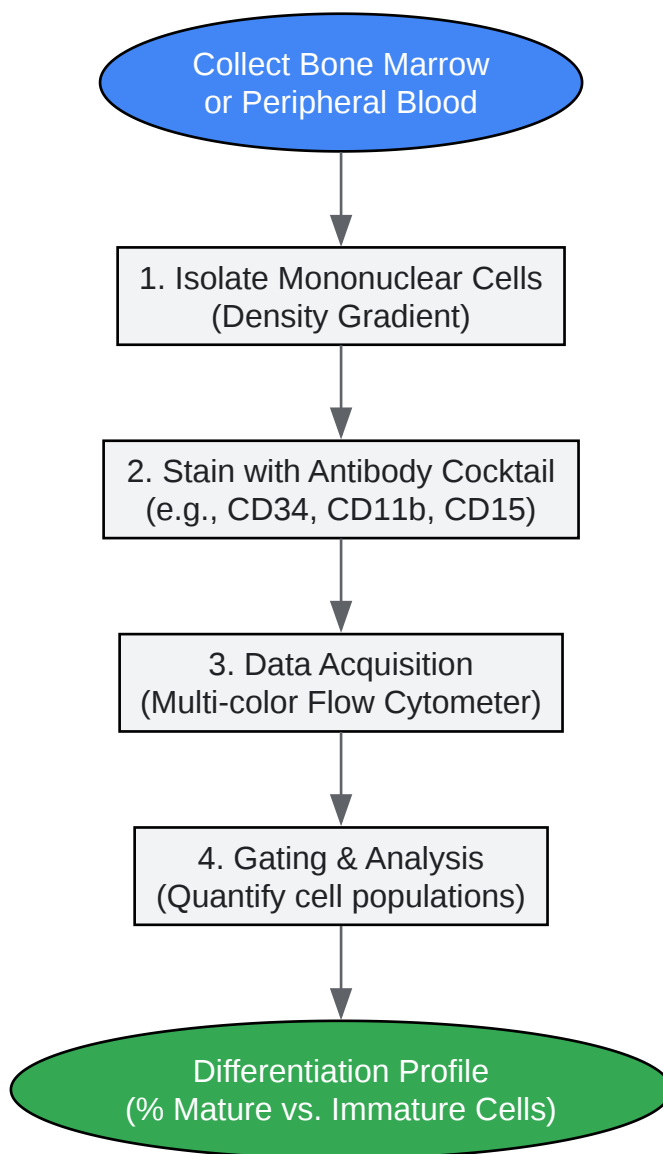 Collect Bone Marrow
or Peripheral Blood
1. Isolate Mononuclear Cells
(Density Gradient)
2. Stain with Antibody Cocktail
(e.g., CD34, CD11b, CD15)
3. Data Acquisition
(Multi-color Flow Cytometer)
4. Gating & Analysis
(Quantify cell populations)
Differentiation Profile
(% Mature vs. Immature Cells)